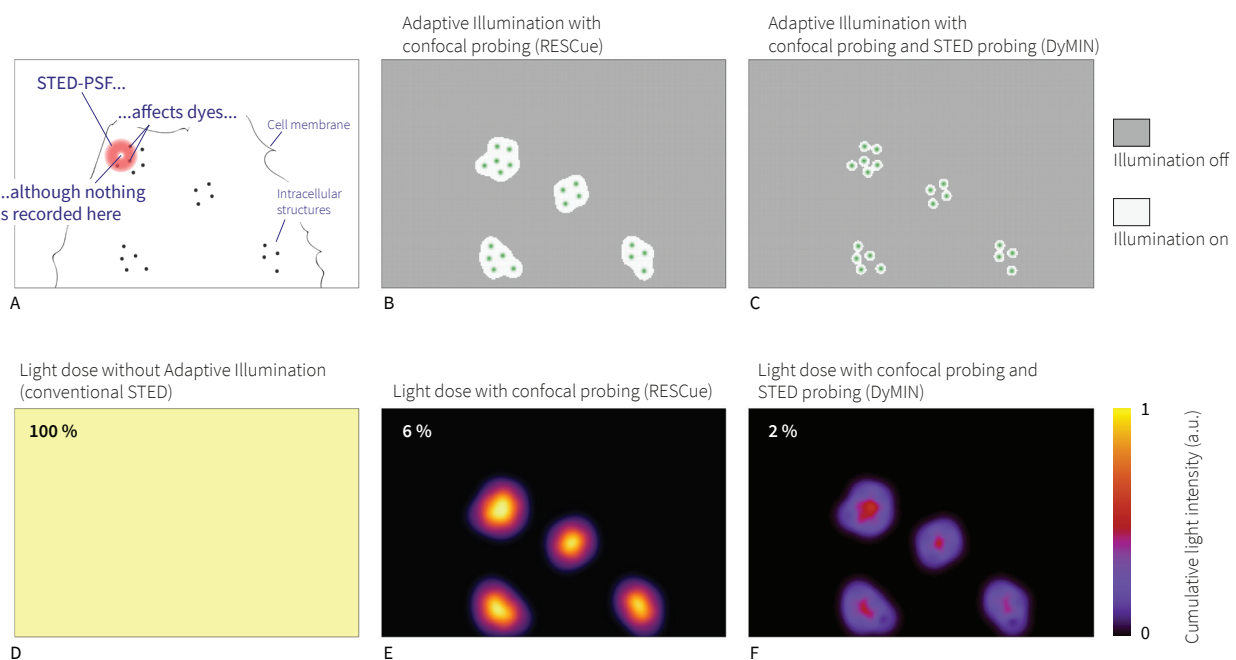 Adaptive Illumination with
confocal probing (RESCue)
Adaptive Illumination with
confocal probing and STED probing (DyMIN)
STED-PSF...
...affects dyes...
Cell membrane
...although nothing
s recorded here
Intracellular
structures
Illumination off
Illumination on
A
B
C
Light dose without Adaptive Illumination
(conventional STED)
Light dose with confocal probing (RESCue)
Light dose with confocal probing and
STED probing (DyMIN)
100 %
6 %
2 %
1
0
Cumulative light intensity (a.u.)
D
E
F